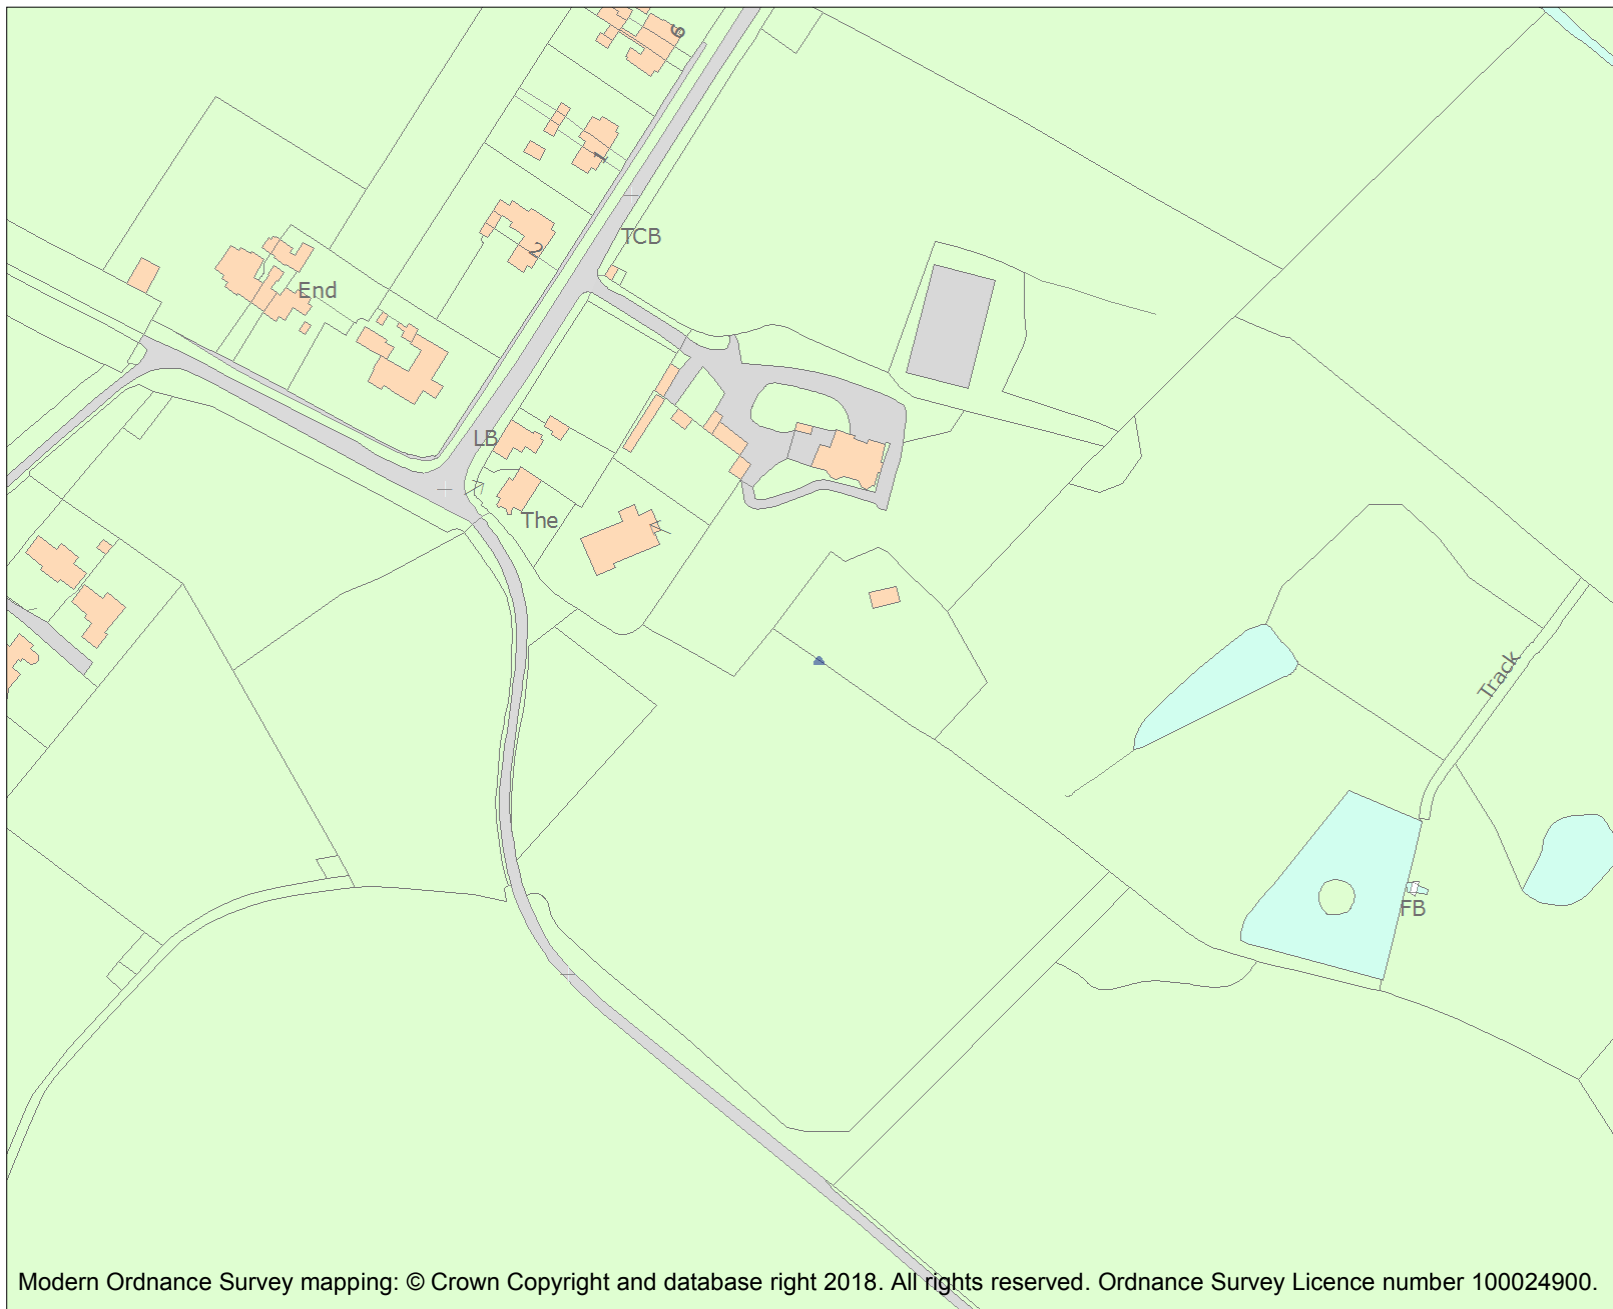 6
1
TCB
2
End
LB
The
Track
FB
Modern Ordnance Survey mapping: © Crown Copyright and database right 2018. All rights reserved. Ordnance Survey Licence number 100024900.